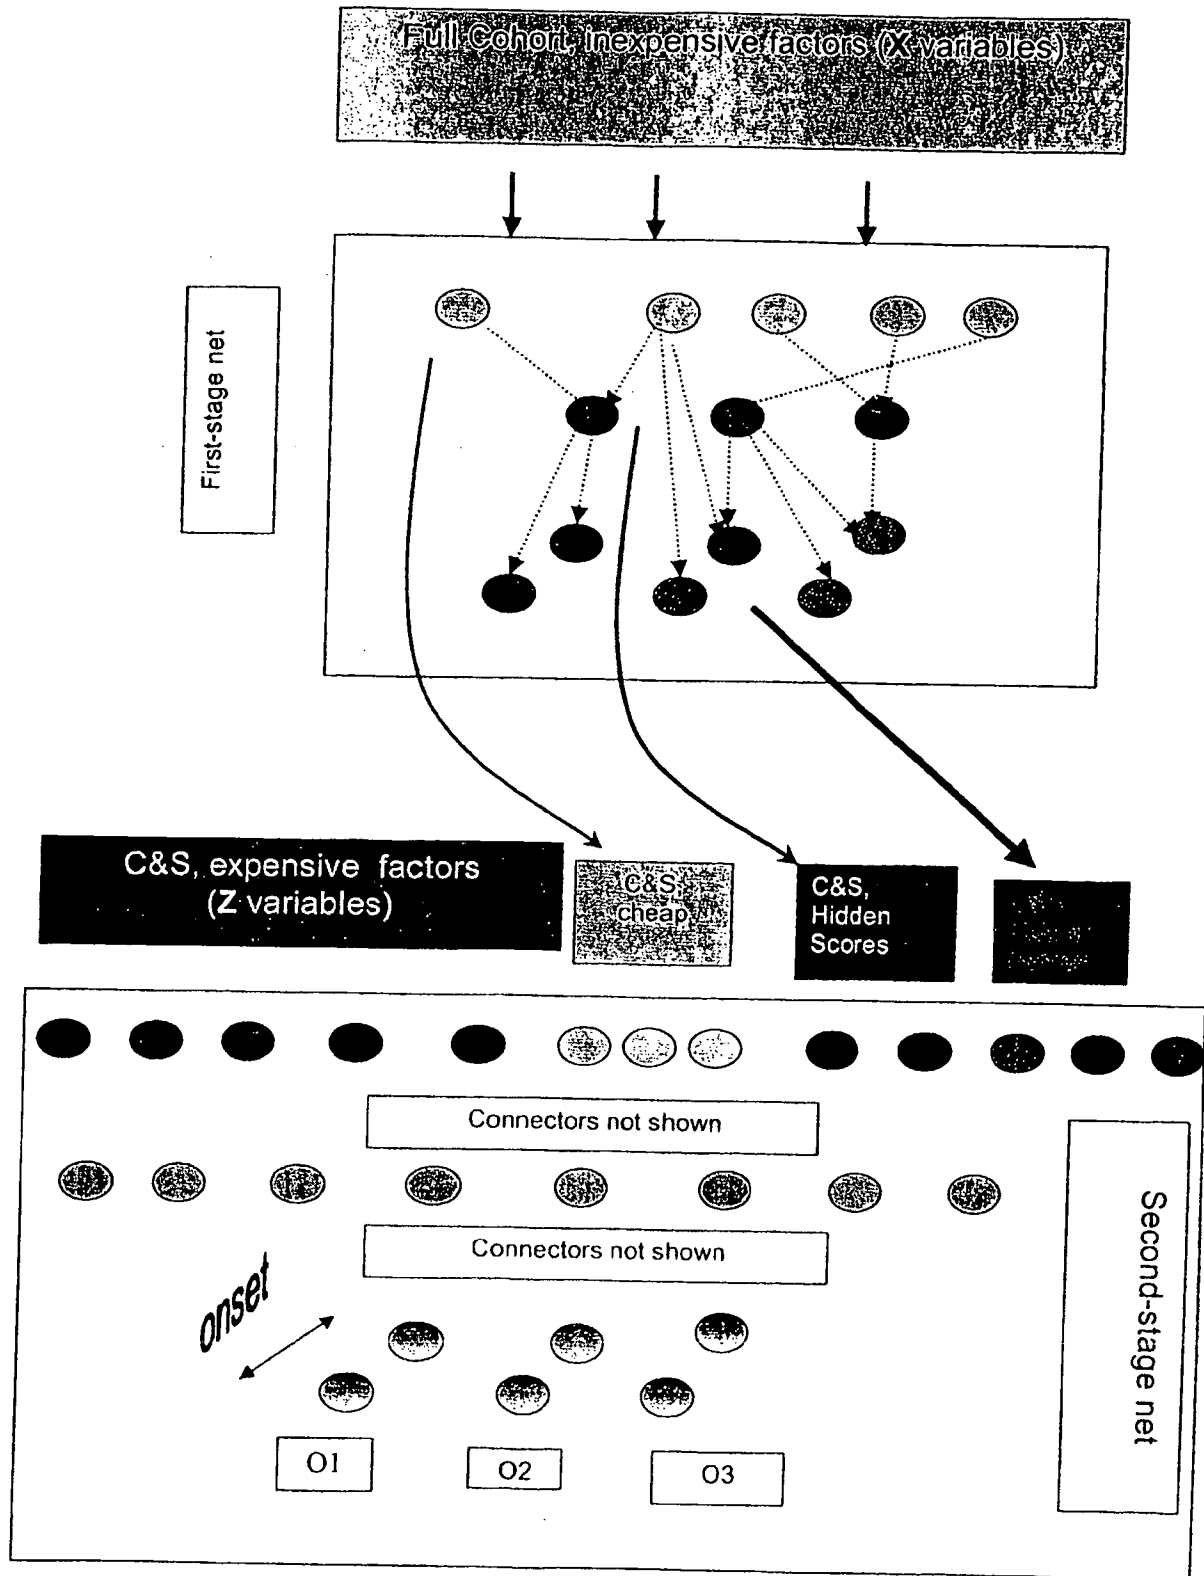 Full Cohort, inexpensive factors (X variables)
First-stage net
C&S, expensive factors
(Z variables)
C&S,
cheap
C&S,
Hidden
Scores
Connectors not shown
Connectors not shown
Second-stage net
onset
O1
O2
O3